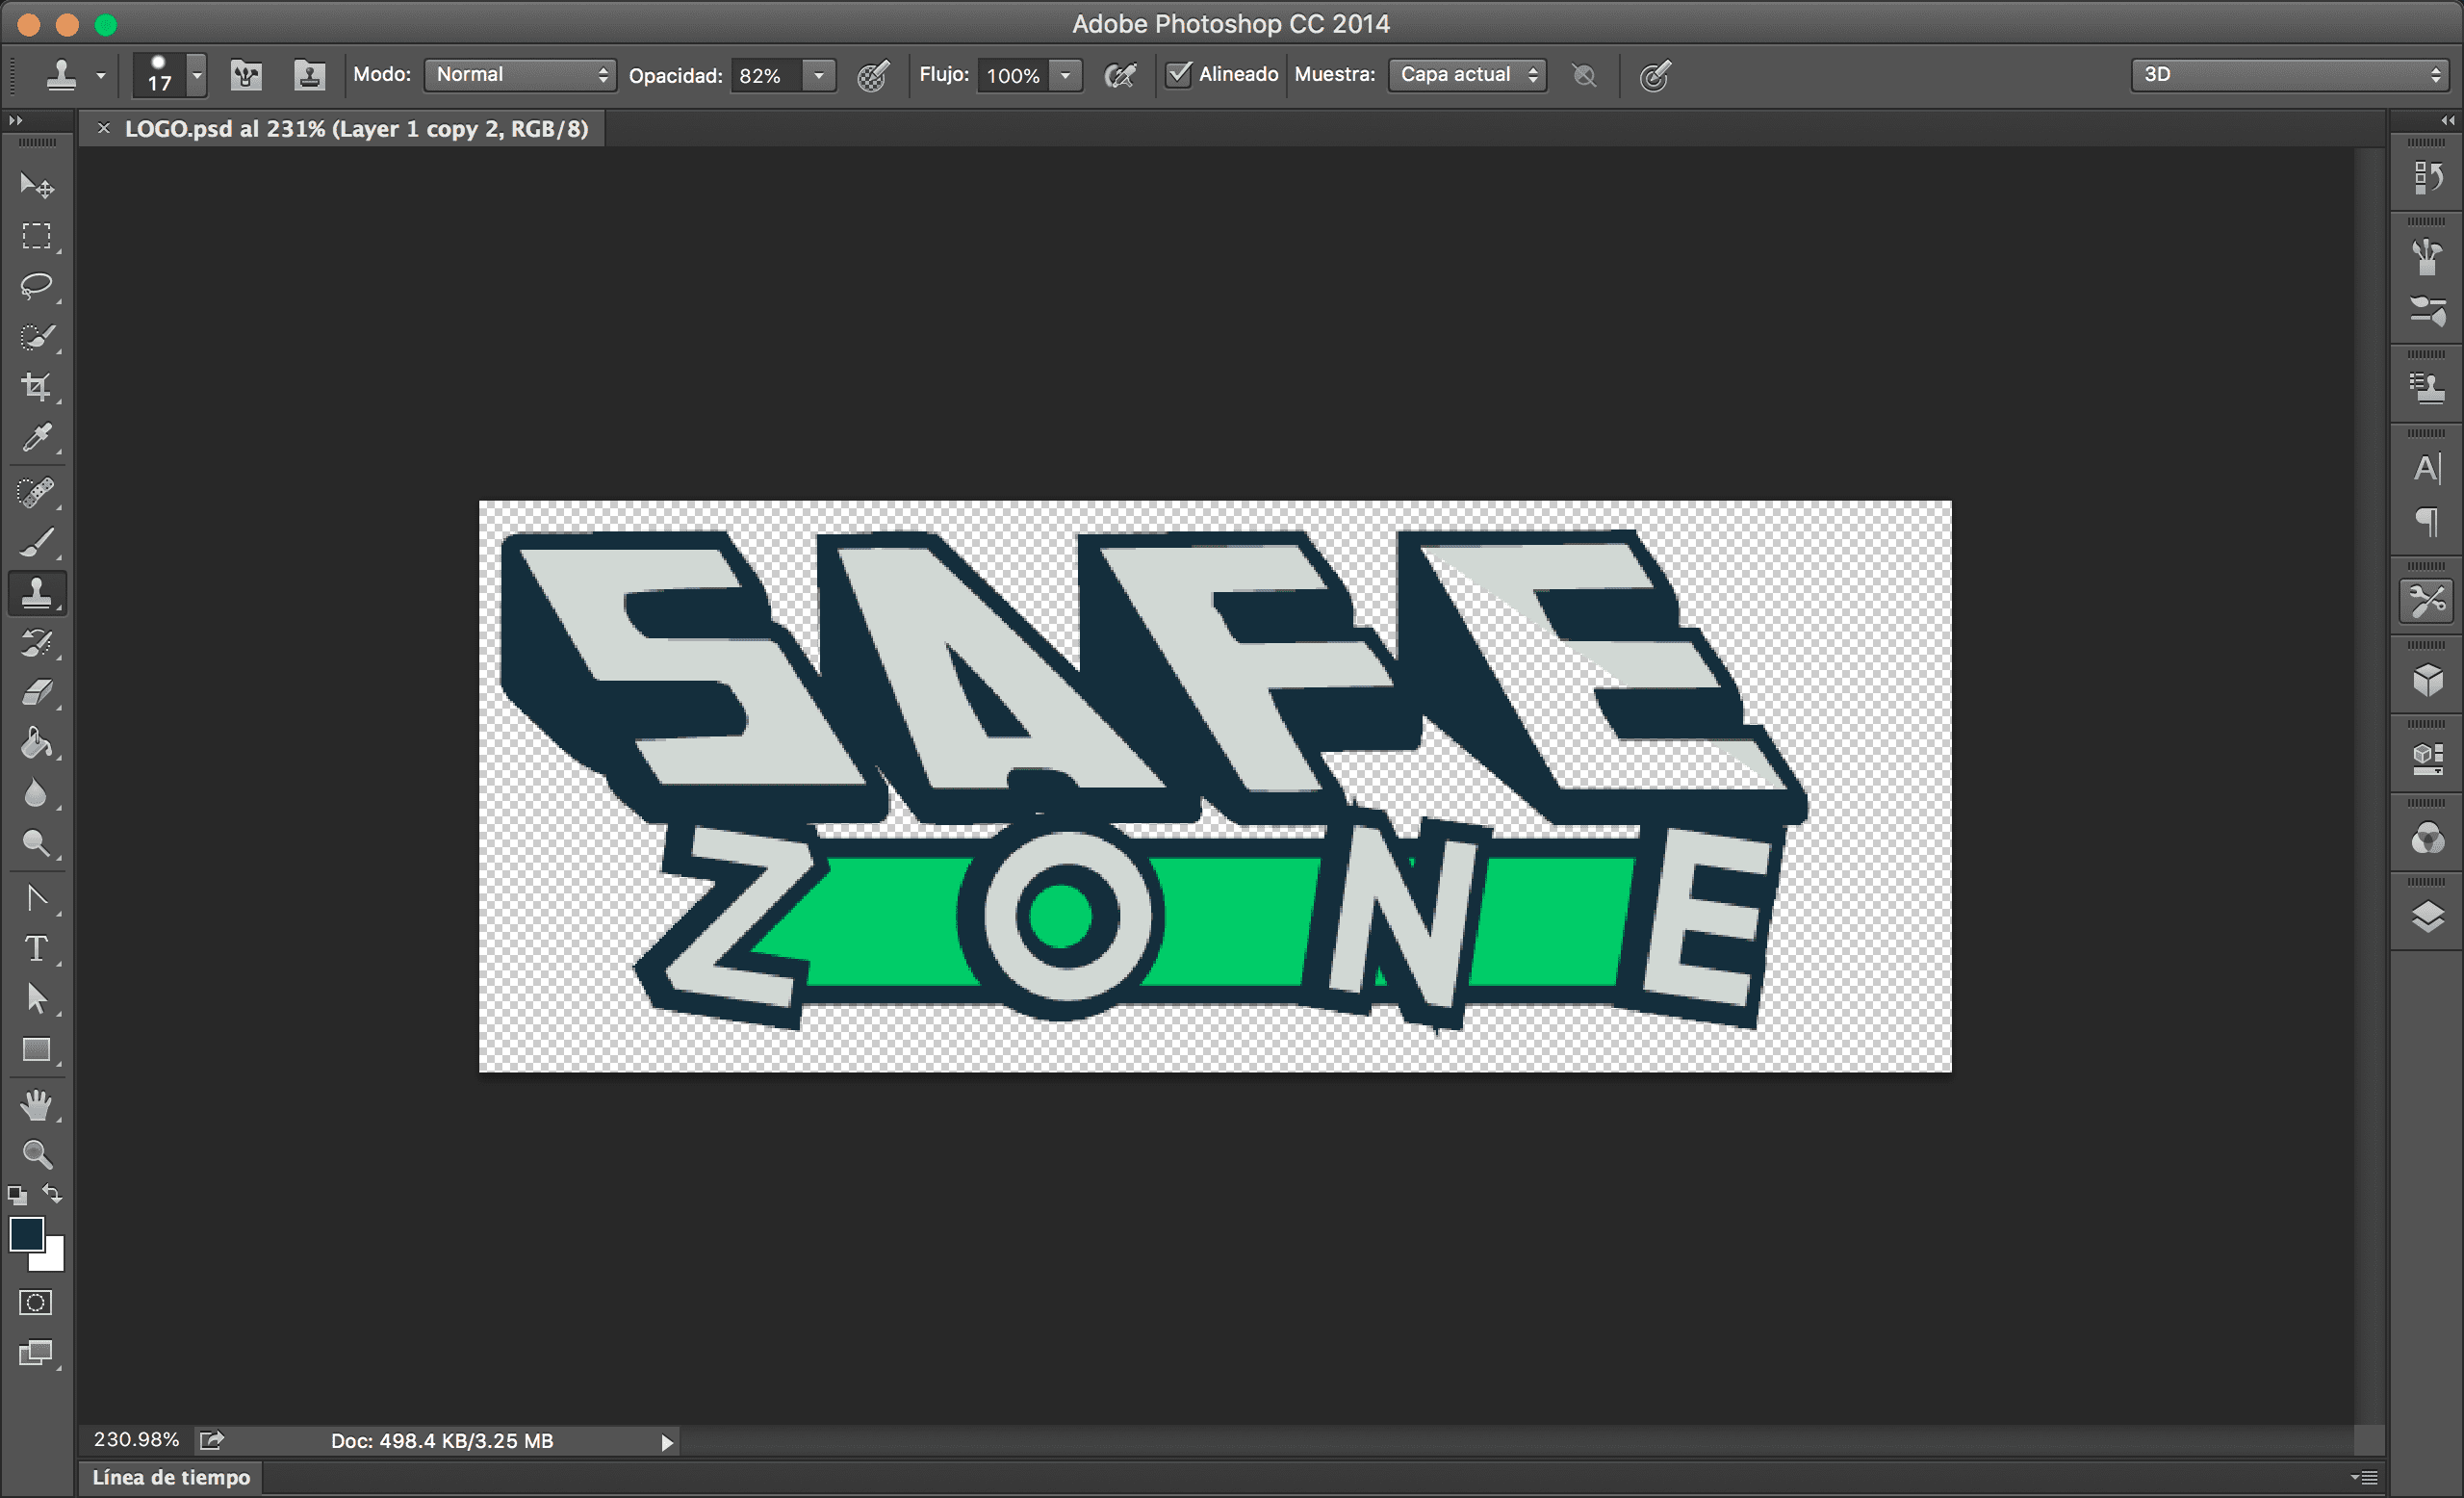 Adobe Photoshop CC 2014
17 Modo: Normal Opacidad: 82% Flujo: 100% Alineado Muestra: Capa actual 3D
× LOGO.psd al 231% (Layer 1 copy 2, RGB/8)
SAFE
ZONE
230.98% Doc: 498.4 KB/3.25 MB
Línea de tiempo